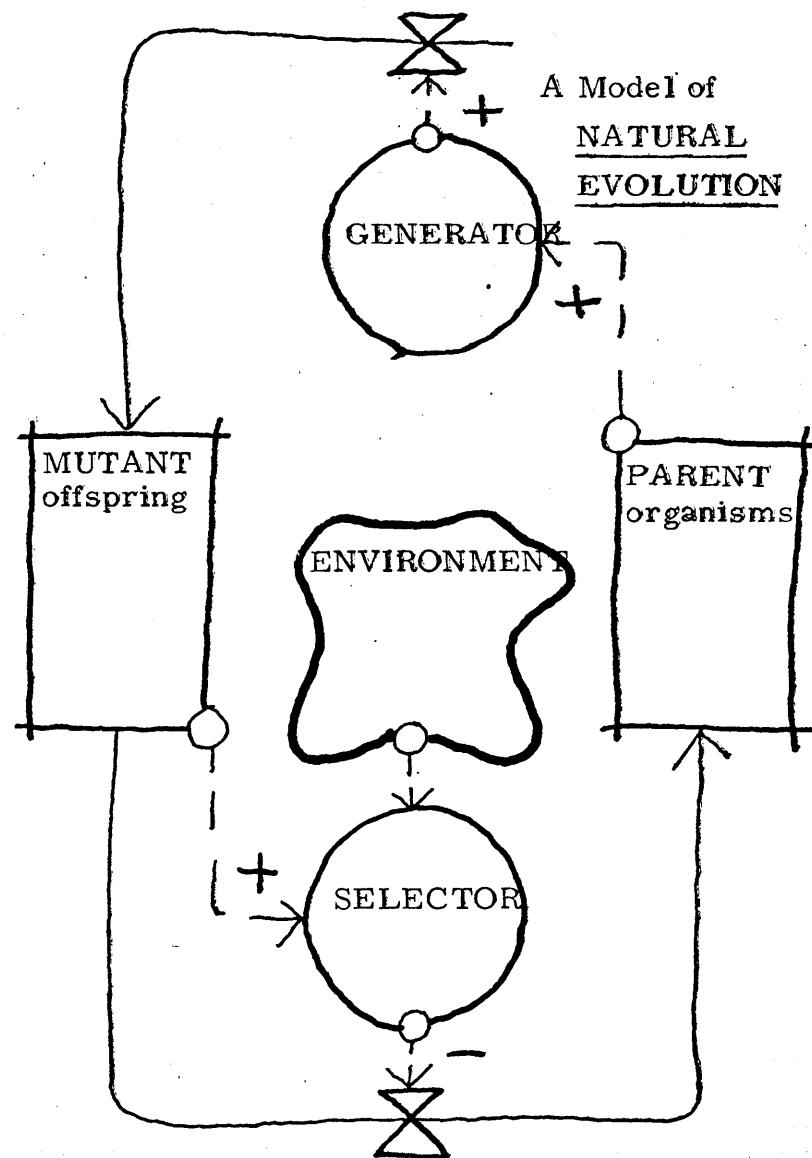 +
A Model of
NATURAL
EVOLUTION
GENERATOR
+
MUTANT
offspring
PARENT
organisms
ENVIRONMENT
+
SELECTOR
-